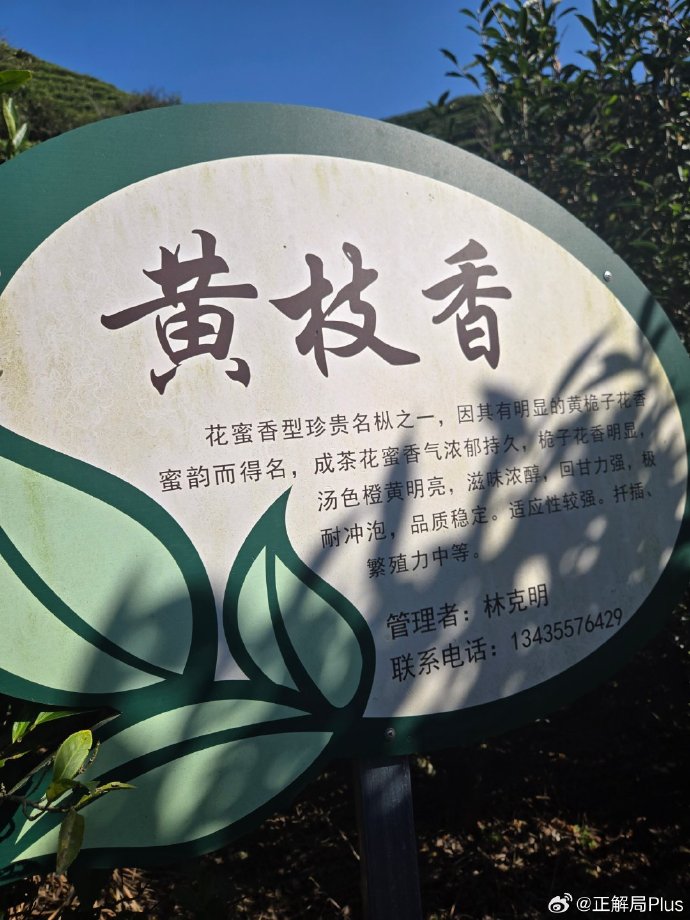 黄枝香
花蜜香型珍贵名枞之一，因其有明显的黄桅子花香
蜜韵而得名，成茶花蜜香气浓郁持久，桅子花香明显，
汤色橙黄明亮，滋味浓醇，回甘力强，极
耐冲泡，品质稳定。适应性较强。扦插、
繁殖力中等。
管理者：林克明
联系电话：13435576429
@正解局Plus